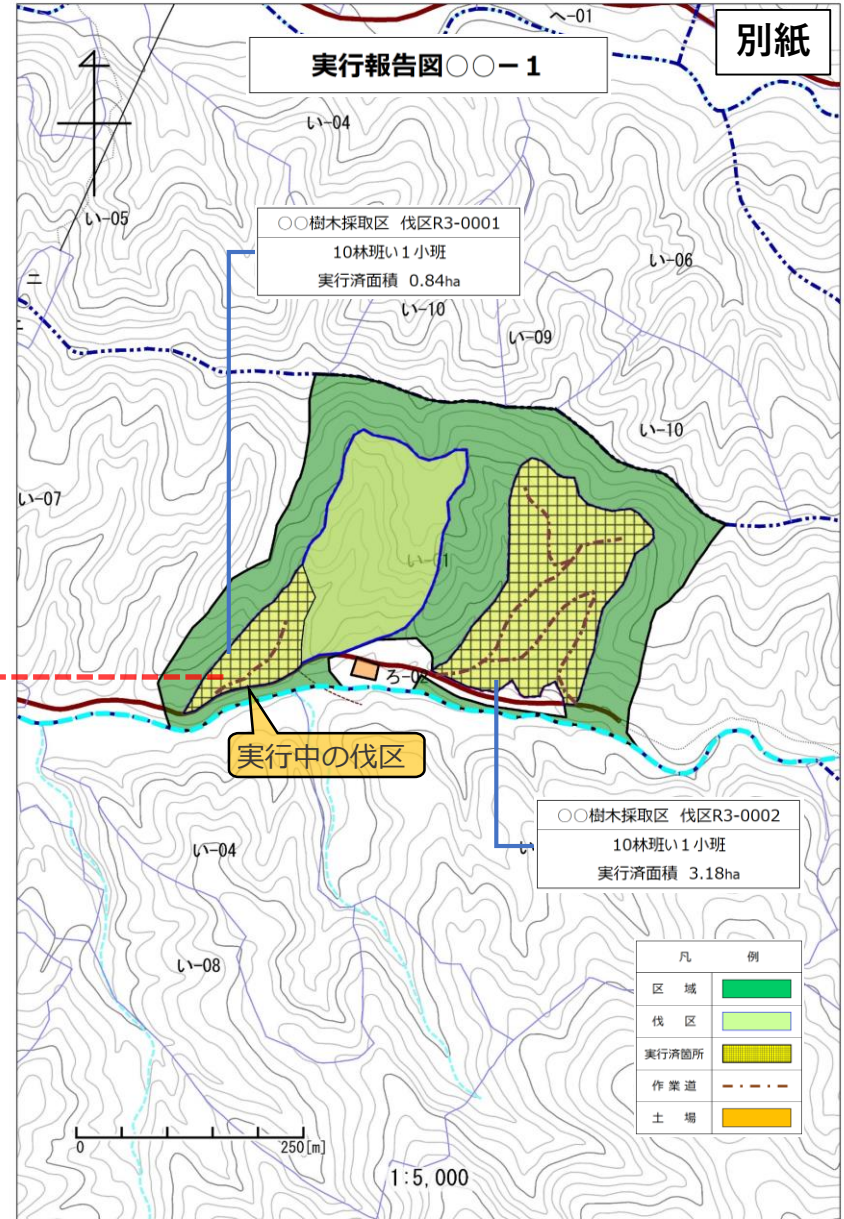 へ-01
別紙
実行報告図○○ー1
い-04
い-05
○○樹木採取区 伐区R3-0001
10林班い1小班
実行済面積 0.84ha
い-06
ニ
い-10
い-09
い-10
い-07
い-01
ろ-02
実行中の伐区
○○樹木採取区 伐区R3-0002
10林班い1小班
実行済面積 3.18ha
い-04
い-08
凡 例
区 域
伐 区
実行済箇所
作 業 道
土 場
0 250[m]
1:5,000